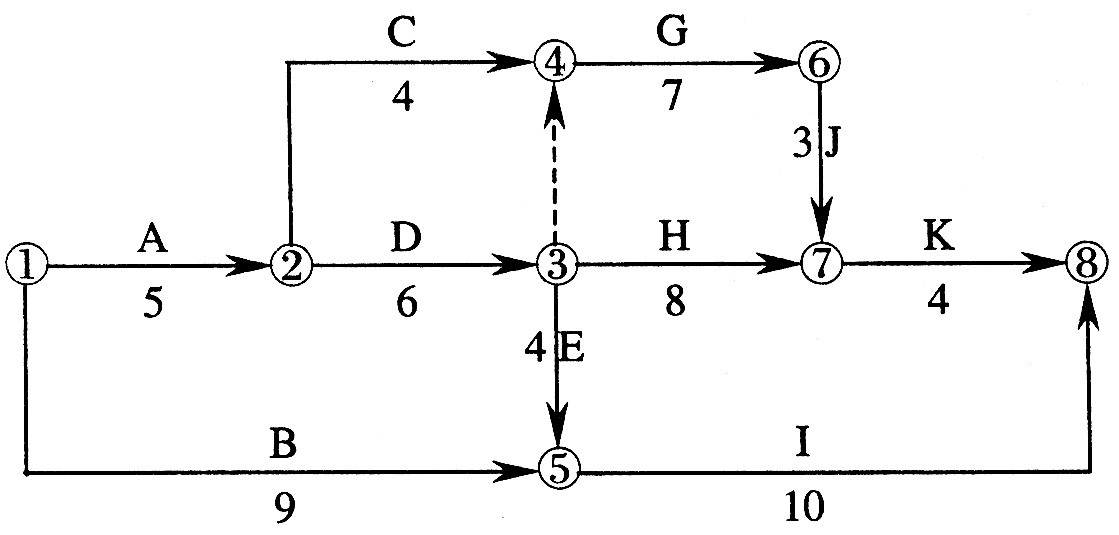 C G
④ ⑥
4 7
3 J
A D H K
① ② ③ ⑦ ⑧
5 6 8 4
4 E
B I
⑤
9 10